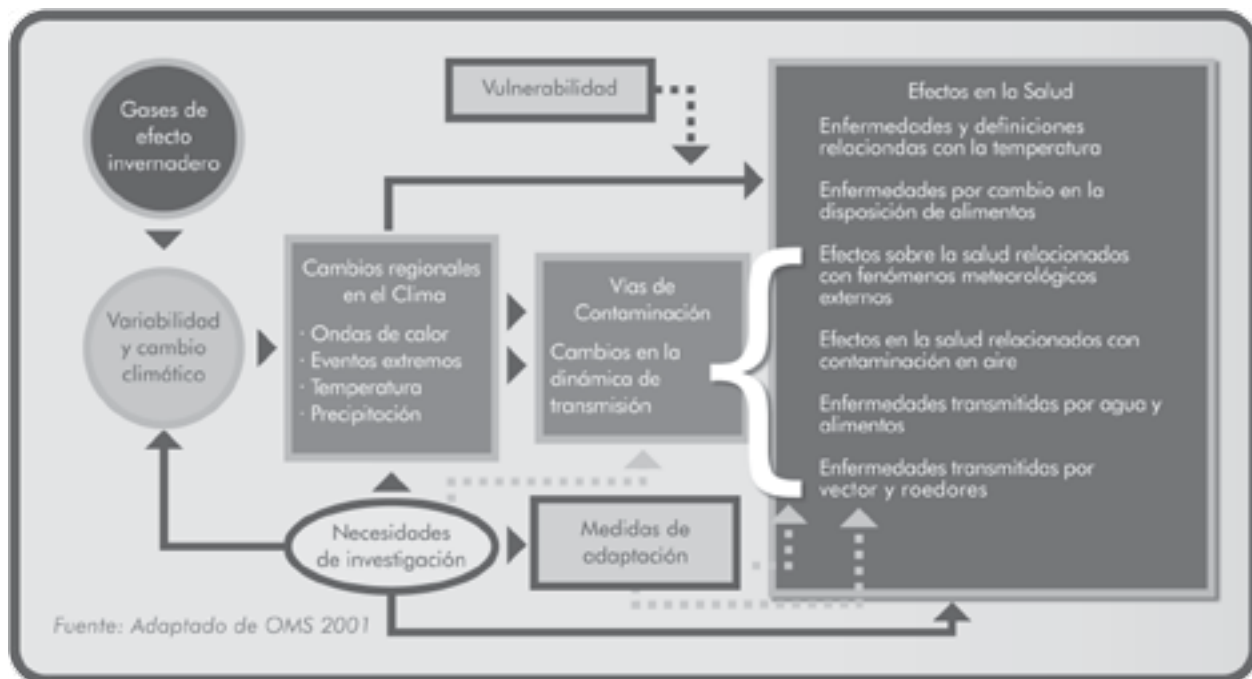 Gases de
efecto
invernadero
Variabilidad
y cambio
climático
Cambios regionales
en el Clima
· Ondas de calor
· Eventos extremos
· Temperatura
· Precipitación
Vulnerabilidad
Vias de
Contaminación
Cambios en la
dinámica de
transmisión
Efectos en la Salud
Enfermedades y definiciones
relaciondas con la temperatura
Enfermedades por cambio en la
disposición de alimentos
Efectos sobre la salud relacionados
con fenómenos meteorológicos
externos
Efectos en la salud relacionados con
contaminación en aire
Enfermedades transmitidas por agua y
alimentos
Enfermedades transmitidas por
vector y roedores
Necesidades
de investigación
Medidas de
adaptación
Fuente: Adaptado de OMS 2001